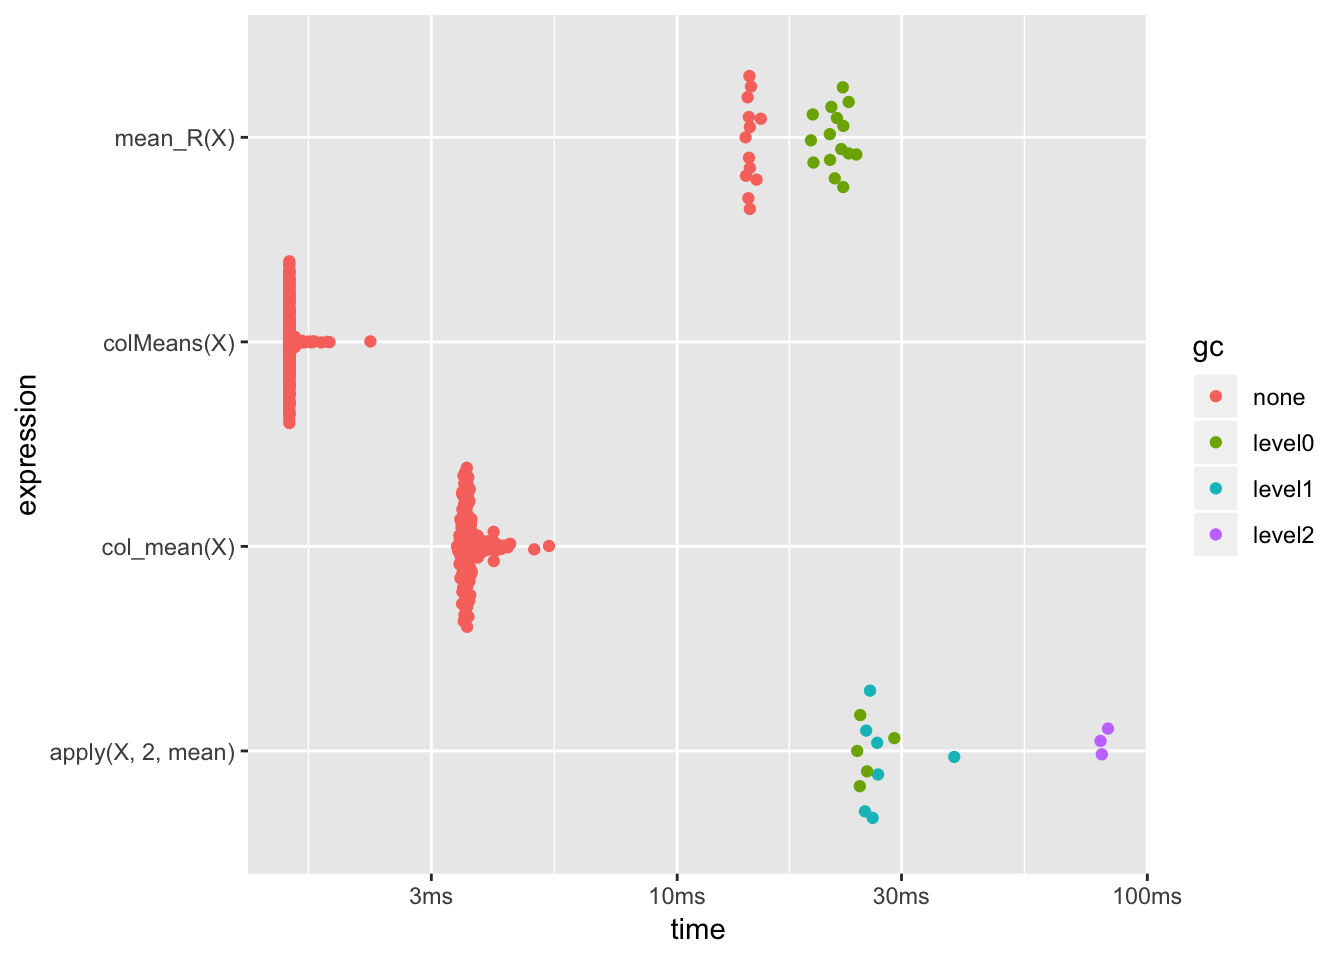 mean_R(X)
colMeans(X)
col_mean(X)
apply(X, 2, mean)
expression
3ms
10ms
30ms
100ms
time
gc
none
level0
level1
level2